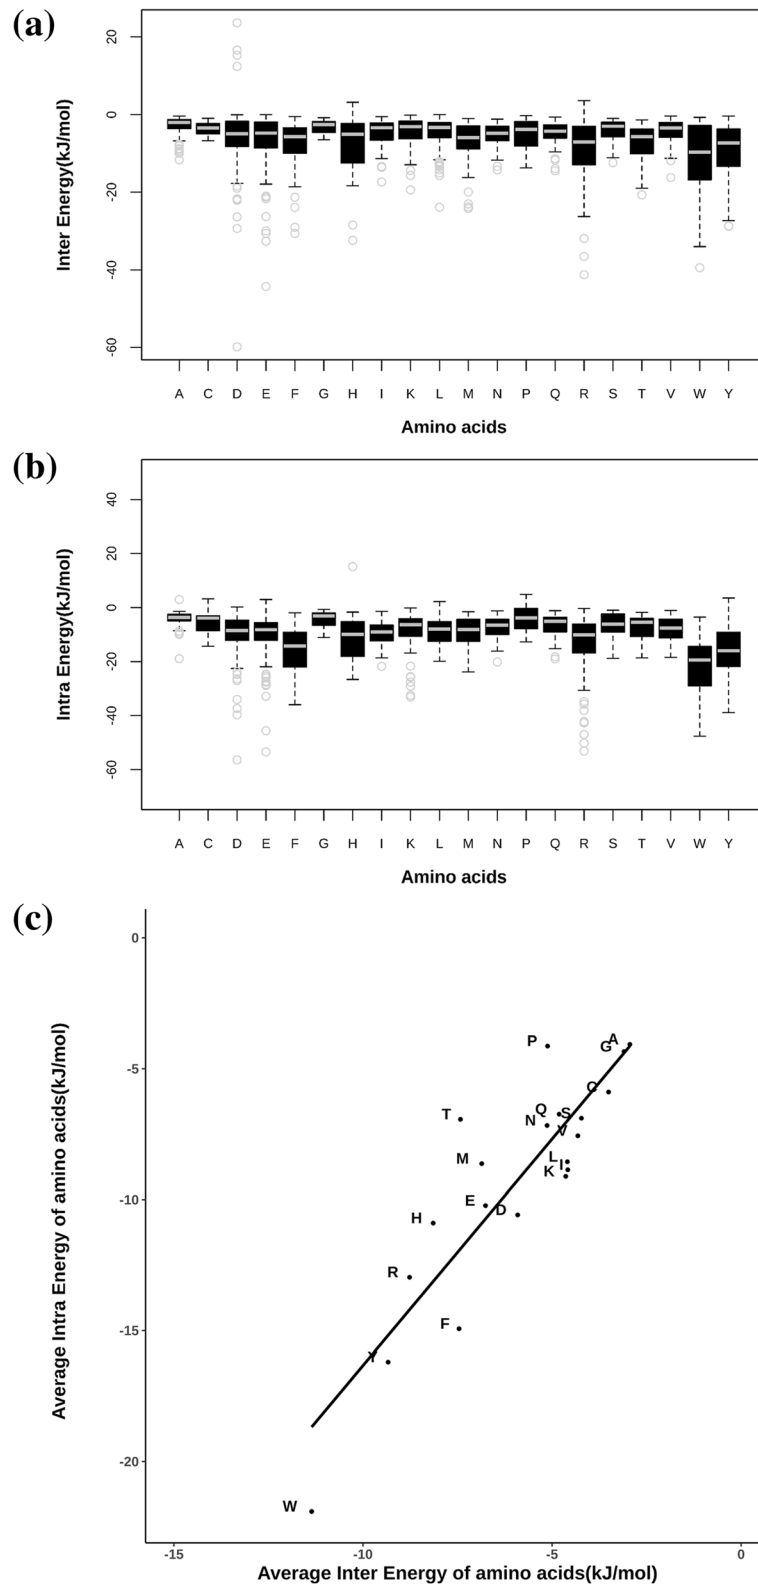 (a)
Inter Energy(kJ/mol)
20
0
20
-40
-60
A C D E F G H I K L M N P Q R S T V W Y
Amino acids
(b)
Intra Energy(kJ/mol)
40
20
0
20
-40
-60
A C D E F G H I K L M N P Q R S T V W Y
Amino acids
(c)
Average Intra Energy of amino acids(kJ/mol)
0
-5
-10
-15
-20
P
A
G
C
Q
S
T
N
V
M
L
I
K
E
D
H
R
F
Y
W
-15 -10 -5 0
Average Inter Energy of amino acids(kJ/mol)